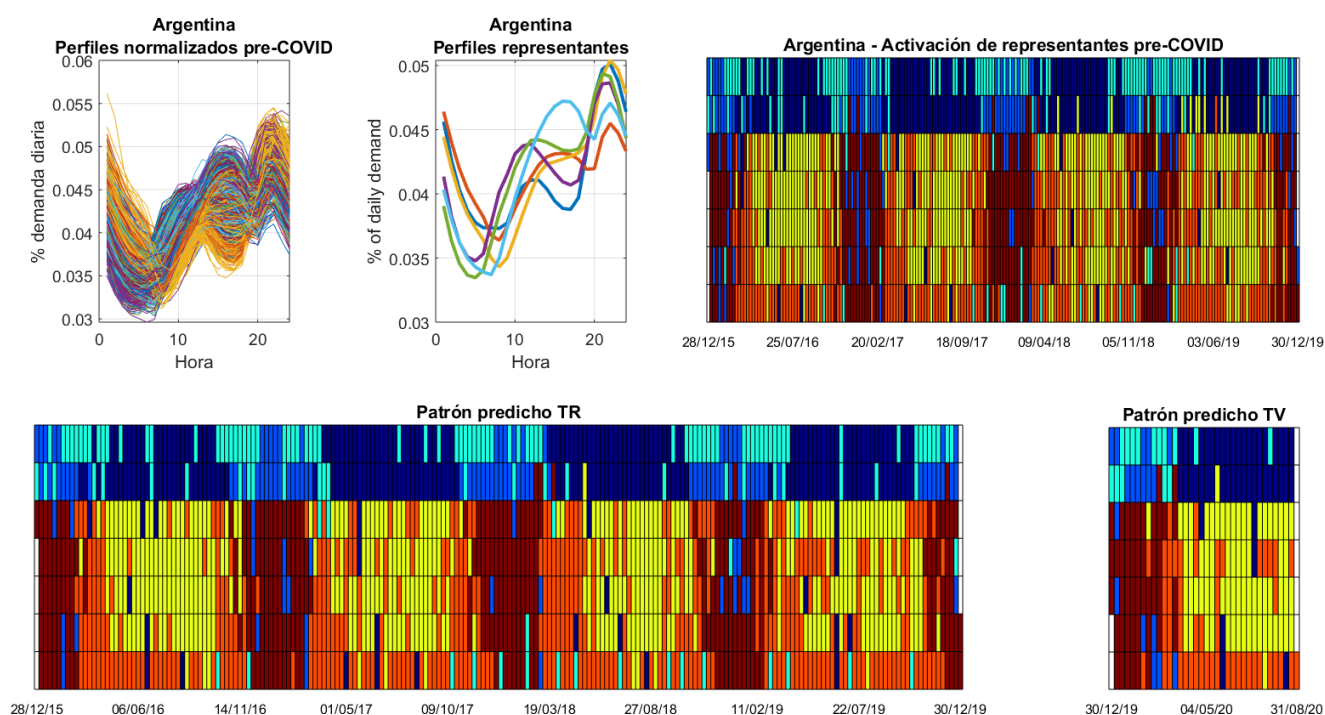 Argentina
Perfiles normalizados pre-COVID
0.06
0.055
0.05
0.045
0.04
0.035
0.03
% demanda diaria
0 10 20
Hora
Argentina
Perfiles representantes
0.05
0.045
0.04
0.035
0.03
% of daily demand
0 10 20
Hora
Argentina - Activación de representantes pre-COVID
28/12/15 25/07/16 20/02/17 18/09/17 09/04/18 05/11/18 03/06/19 30/12/19
Patrón predicho TR
28/12/15 06/06/16 14/11/16 01/05/17 09/10/17 19/03/18 27/08/18 11/02/19 22/07/19 30/12/19
Patrón predicho TV
30/12/19 04/05/20 31/08/20